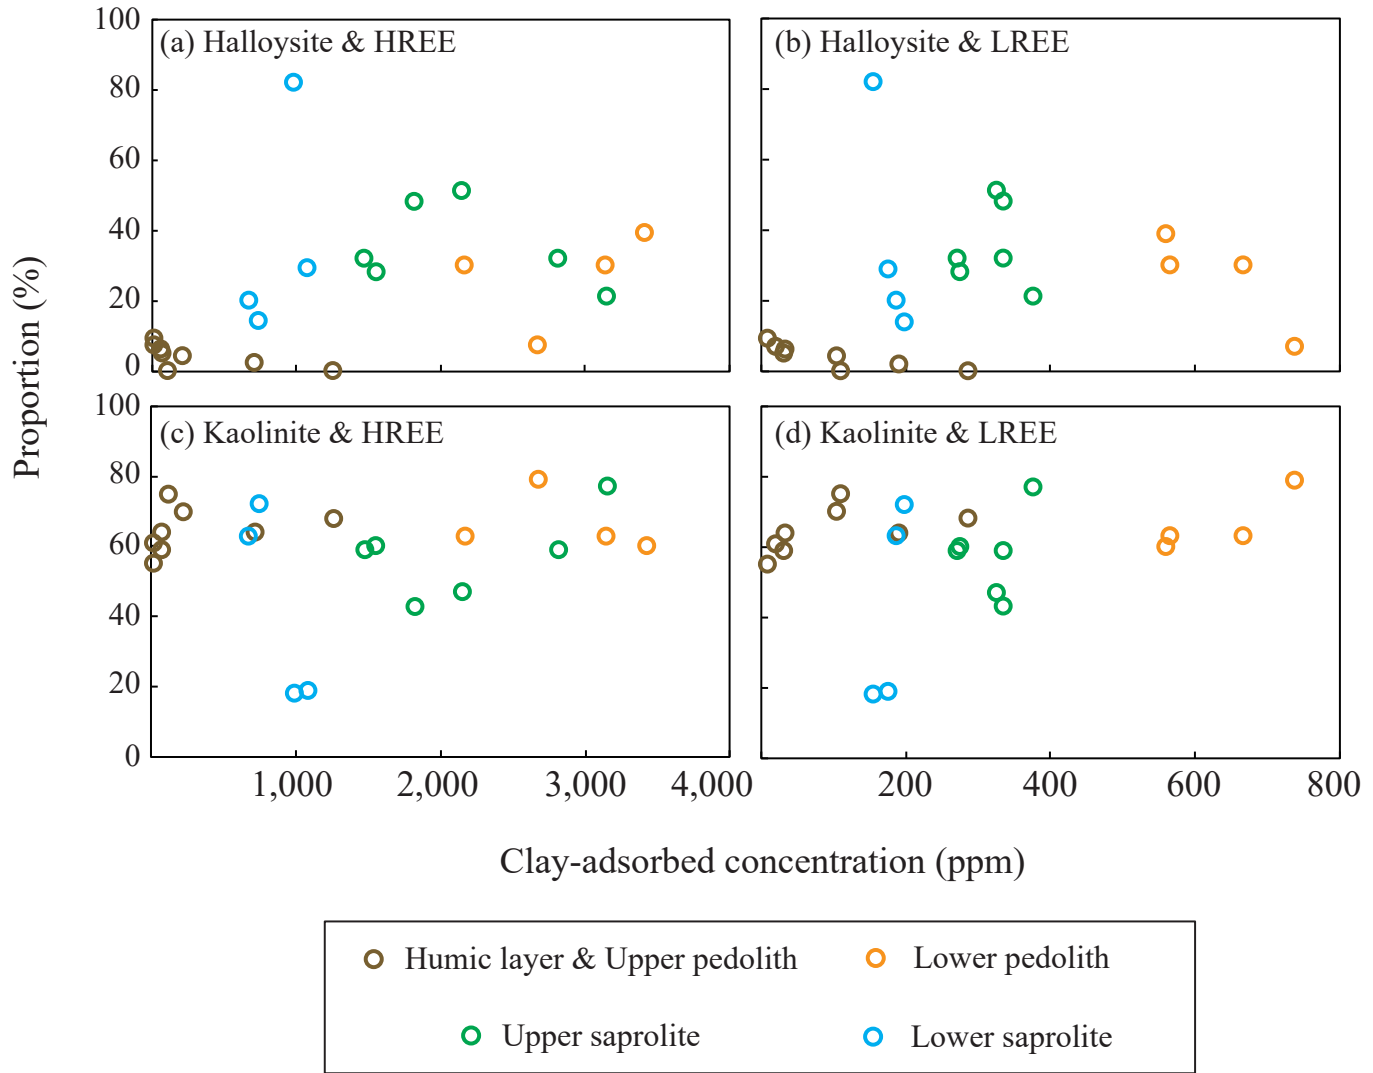 Proportion (%)
100
(a) Halloysite & HREE
(b) Halloysite & LREE
80
60
40
20
0
100
(c) Kaolinite & HREE
(d) Kaolinite & LREE
80
60
40
20
0
1,000 2,000 3,000 4,000 200 400 600 800
Clay-adsorbed concentration (ppm)
Humic layer & Upper pedolith Lower pedolith
Upper saprolite Lower saprolite